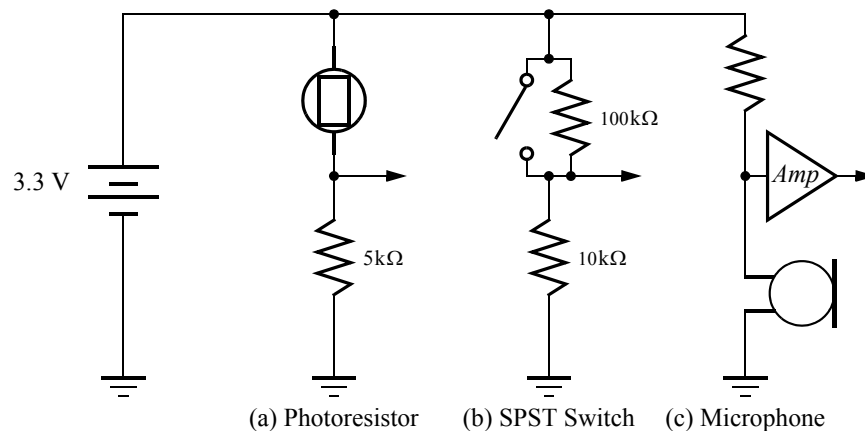 100kΩ
Amp
3.3 V
5kΩ
10kΩ
(a) Photoresistor
(b) SPST Switch
(c) Microphone